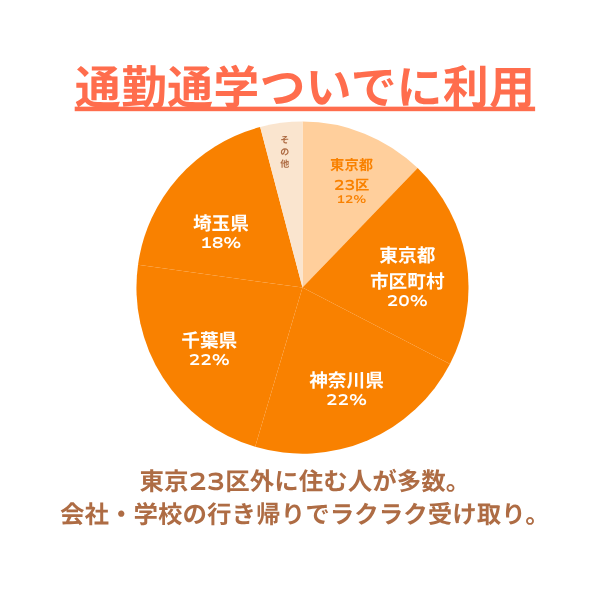 通勤通学ついでに利用
その他
東京都
23区
12%
埼玉県
18%
東京都
市区町村
20%
千葉県
22%
神奈川県
22%
東京23区外に住む人が多数。
会社・学校の行き帰りでラクラク受け取り。